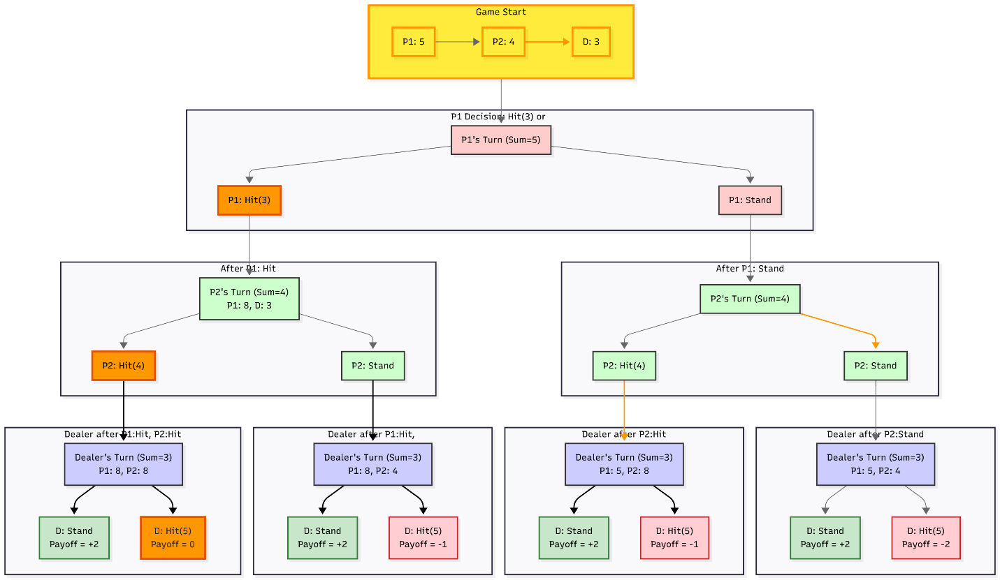 Game Start
P1: 5
P2: 4
D: 3
P1 Decision: Hit(3) or
P1's Turn (Sum=5)
P1: Hit(3)
P1: Stand
After P1: Hit
P2's Turn (Sum=4)
P1: 8, D: 3
P2: Hit(4)
P2: Stand
After P1: Stand
P2's Turn (Sum=4)
P2: Hit(4)
P2: Stand
Dealer after P1:Hit, P2:Hit
Dealer's Turn (Sum=3)
P1: 8, P2: 8
D: Stand
Payoff = +2
D: Hit(5)
Payoff = 0
Dealer after P1:Hit,
Dealer's Turn (Sum=3)
P1: 8, P2: 4
D: Stand
Payoff = +2
D: Hit(5)
Payoff = -1
Dealer after P2:Hit
Dealer's Turn (Sum=3)
P1: 5, P2: 8
D: Stand
Payoff = +2
D: Hit(5)
Payoff = -1
Dealer after P2:Stand
Dealer's Turn (Sum=3)
P1: 5, P2: 4
D: Stand
Payoff = +2
D: Hit(5)
Payoff = -2